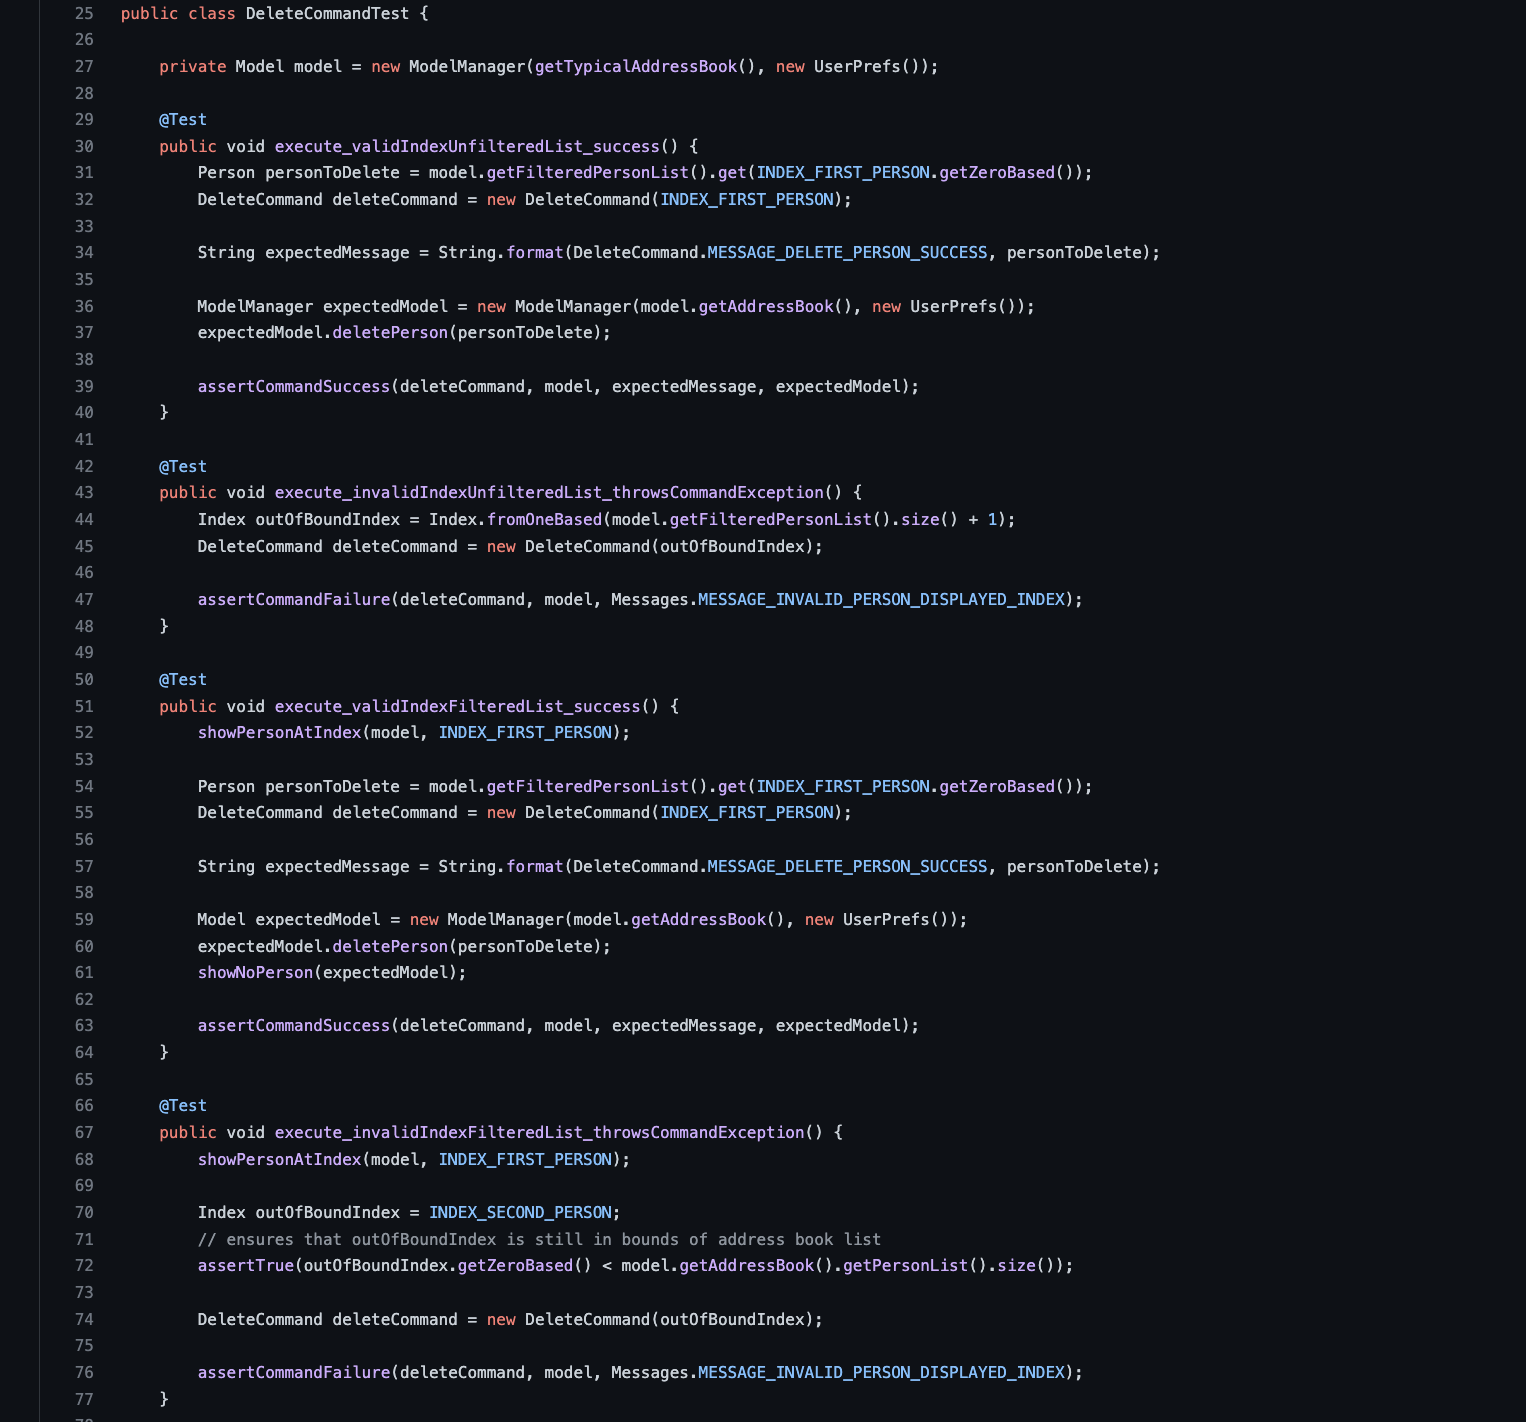 25 public class DeleteCommandTest {
26
27 private Model model = new ModelManager(getTypicalAddressBook(), new UserPrefs());
28
29 @Test
30 public void execute_validIndexUnfilteredList_success() {
31 Person personToDelete = model.getFilteredPersonList().get(INDEX_FIRST_PERSON.getZeroBased());
32 DeleteCommand deleteCommand = new DeleteCommand(INDEX_FIRST_PERSON);
33
34 String expectedMessage = String.format(DeleteCommand.MESSAGE_DELETE_PERSON_SUCCESS, personToDelete);
35
36 ModelManager expectedModel = new ModelManager(model.getAddressBook(), new UserPrefs());
37 expectedModel.deletePerson(personToDelete);
38
39 assertCommandSuccess(deleteCommand, model, expectedMessage, expectedModel);
40 }
41
42 @Test
43 public void execute_invalidIndexUnfilteredList_throwsCommandException() {
44 Index outOfBoundIndex = Index.fromOneBased(model.getFilteredPersonList().size() + 1);
45 DeleteCommand deleteCommand = new DeleteCommand(outOfBoundIndex);
46
47 assertCommandFailure(deleteCommand, model, Messages.MESSAGE_INVALID_PERSON_DISPLAYED_INDEX);
48 }
49
50 @Test
51 public void execute_validIndexFilteredList_success() {
52 showPersonAtIndex(model, INDEX_FIRST_PERSON);
53
54 Person personToDelete = model.getFilteredPersonList().get(INDEX_FIRST_PERSON.getZeroBased());
55 DeleteCommand deleteCommand = new DeleteCommand(INDEX_FIRST_PERSON);
56
57 String expectedMessage = String.format(DeleteCommand.MESSAGE_DELETE_PERSON_SUCCESS, personToDelete);
58
59 Model expectedModel = new ModelManager(model.getAddressBook(), new UserPrefs());
60 expectedModel.deletePerson(personToDelete);
61 showNoPerson(expectedModel);
62
63 assertCommandSuccess(deleteCommand, model, expectedMessage, expectedModel);
64 }
65
66 @Test
67 public void execute_invalidIndexFilteredList_throwsCommandException() {
68 showPersonAtIndex(model, INDEX_FIRST_PERSON);
69
70 Index outOfBoundIndex = INDEX_SECOND_PERSON;
71 // ensures that outOfBoundIndex is still in bounds of address book list
72 assertTrue(outOfBoundIndex.getZeroBased() < model.getAddressBook().getPersonList().size());
73
74 DeleteCommand deleteCommand = new DeleteCommand(outOfBoundIndex);
75
76 assertCommandFailure(deleteCommand, model, Messages.MESSAGE_INVALID_PERSON_DISPLAYED_INDEX);
77 }